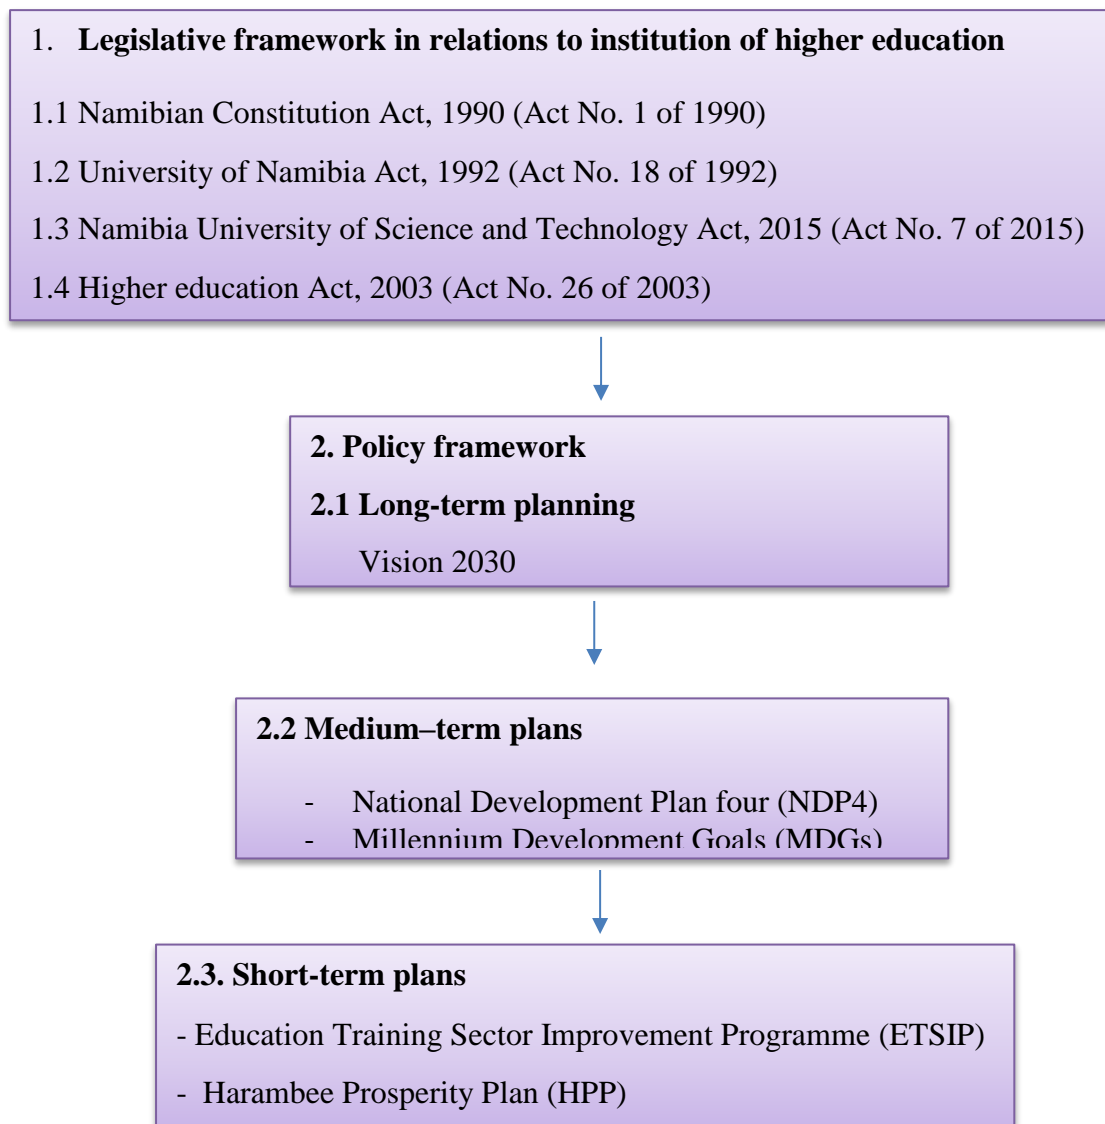 1. Legislative framework in relations to institution of higher education
1.1 Namibian Constitution Act, 1990 (Act No. 1 of 1990)
1.2 University of Namibia Act, 1992 (Act No. 18 of 1992)
1.3 Namibia University of Science and Technology Act, 2015 (Act No. 7 of 2015)
1.4 Higher education Act, 2003 (Act No. 26 of 2003)
2. Policy framework
2.1 Long-term planning
Vision 2030
2.2 Medium–term plans
- National Development Plan four (NDP4)
- Millennium Development Goals (MDGs)
2.3. Short-term plans
- Education Training Sector Improvement Programme (ETSIP)
- Harambee Prosperity Plan (HPP)